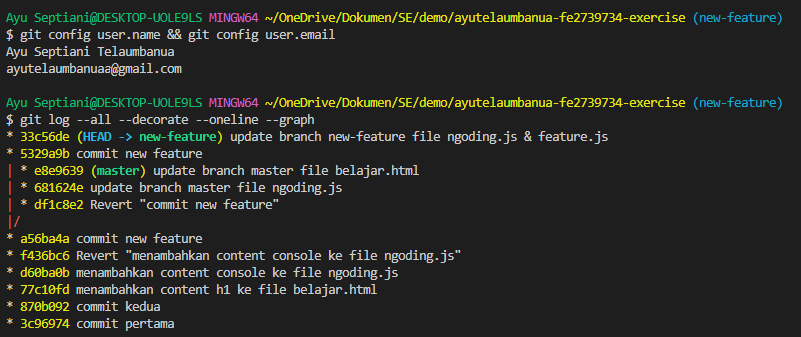 Ayu Septiani@DESKTOP-UOLE9LS MINGW64 ~/OneDrive/Dokumen/SE/demo/ayutelaumbanua-fe2739734-exercise (new-feature)
$ git config user.name && git config user.email
Ayu Septiani Telaumbanua
ayutelaumbanuaa@gmail.com
Ayu Septiani@DESKTOP-UOLE9LS MINGW64 ~/OneDrive/Dokumen/SE/demo/ayutelaumbanua-fe2739734-exercise (new-feature)
$ git log --all --decorate --oneline --graph
* 33c56de (HEAD -> new-feature) update branch new-feature file ngoding.js & feature.js
* 5329a9b commit new feature
| * e8e9639 (master) update branch master file belajar.html
| * 681624e update branch master file ngoding.js
| * df1c8e2 Revert "commit new feature"
|/
* a56ba4a commit new feature
* f436bc6 Revert "menambahkan content console ke file ngoding.js"
* d60ba0b menambahkan content console ke file ngoding.js
* 77c10fd menambahkan content h1 ke file belajar.html
* 870b092 commit kedua
* 3c96974 commit pertama